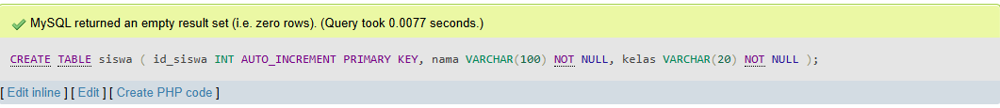 MySQL returned an empty result set (i.e. zero rows). (Query took 0.0077 seconds.)
CREATE TABLE siswa ( id_siswa INT AUTO_INCREMENT PRIMARY KEY, nama VARCHAR(100) NOT NULL, kelas VARCHAR(20) NOT NULL );
[ Edit inline ] [ Edit ] [ Create PHP code ]